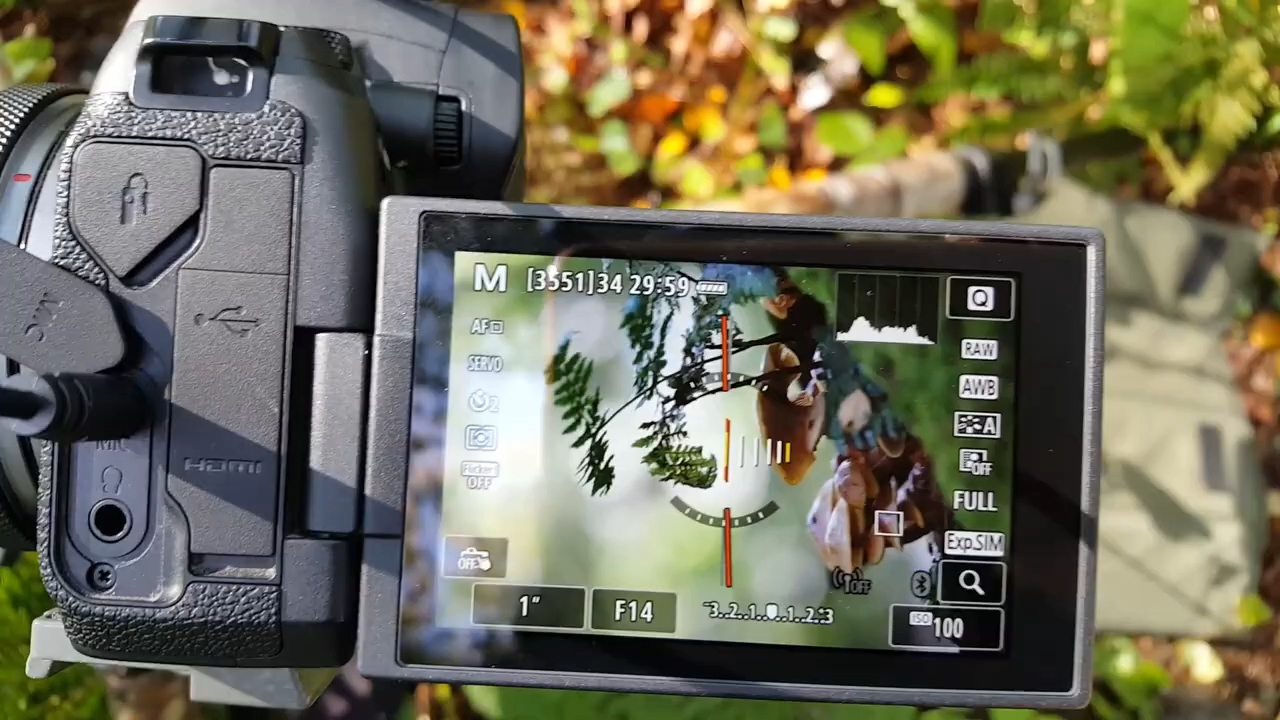 M [3551]34 29:59
Q
AF
SERVO
RAW
2
AWB
A
Flicker
OFF
OFF
FULL
Exp.SIM
OFF
OFF
1" F14 -3..2..1..0..1..2..+3 ISO 100
MIC
MIC
HDMI